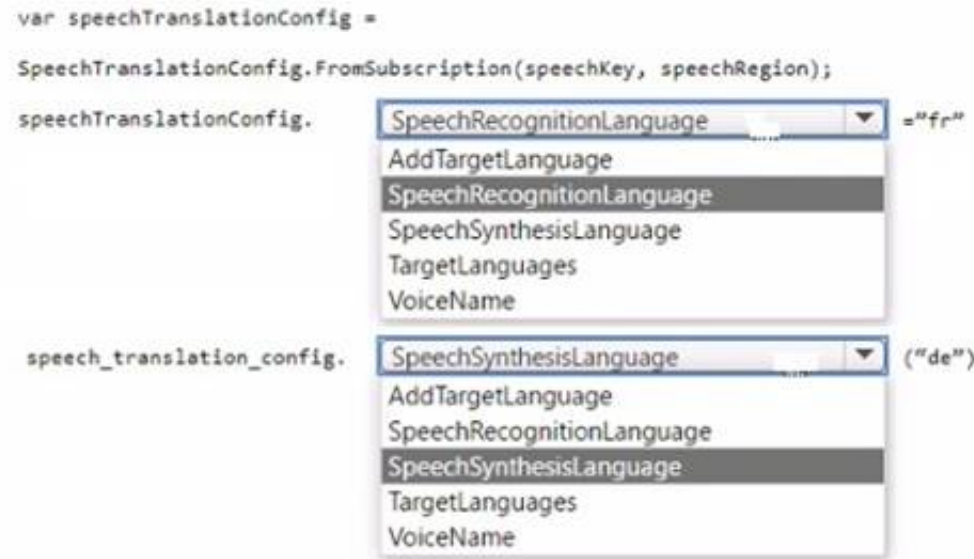 var speechTranslationConfig =
SpeechTranslationConfig.FromSubscription(speechKey, speechRegion);
speechTranslationConfig. SpeechRecognitionLanguage ="fr"
AddTargetLanguage
SpeechRecognitionLanguage
SpeechSynthesisLanguage
TargetLanguages
VoiceName
speech_translation_config. SpeechSynthesisLanguage ("de")
AddTargetLanguage
SpeechRecognitionLanguage
SpeechSynthesisLanguage
TargetLanguages
VoiceName